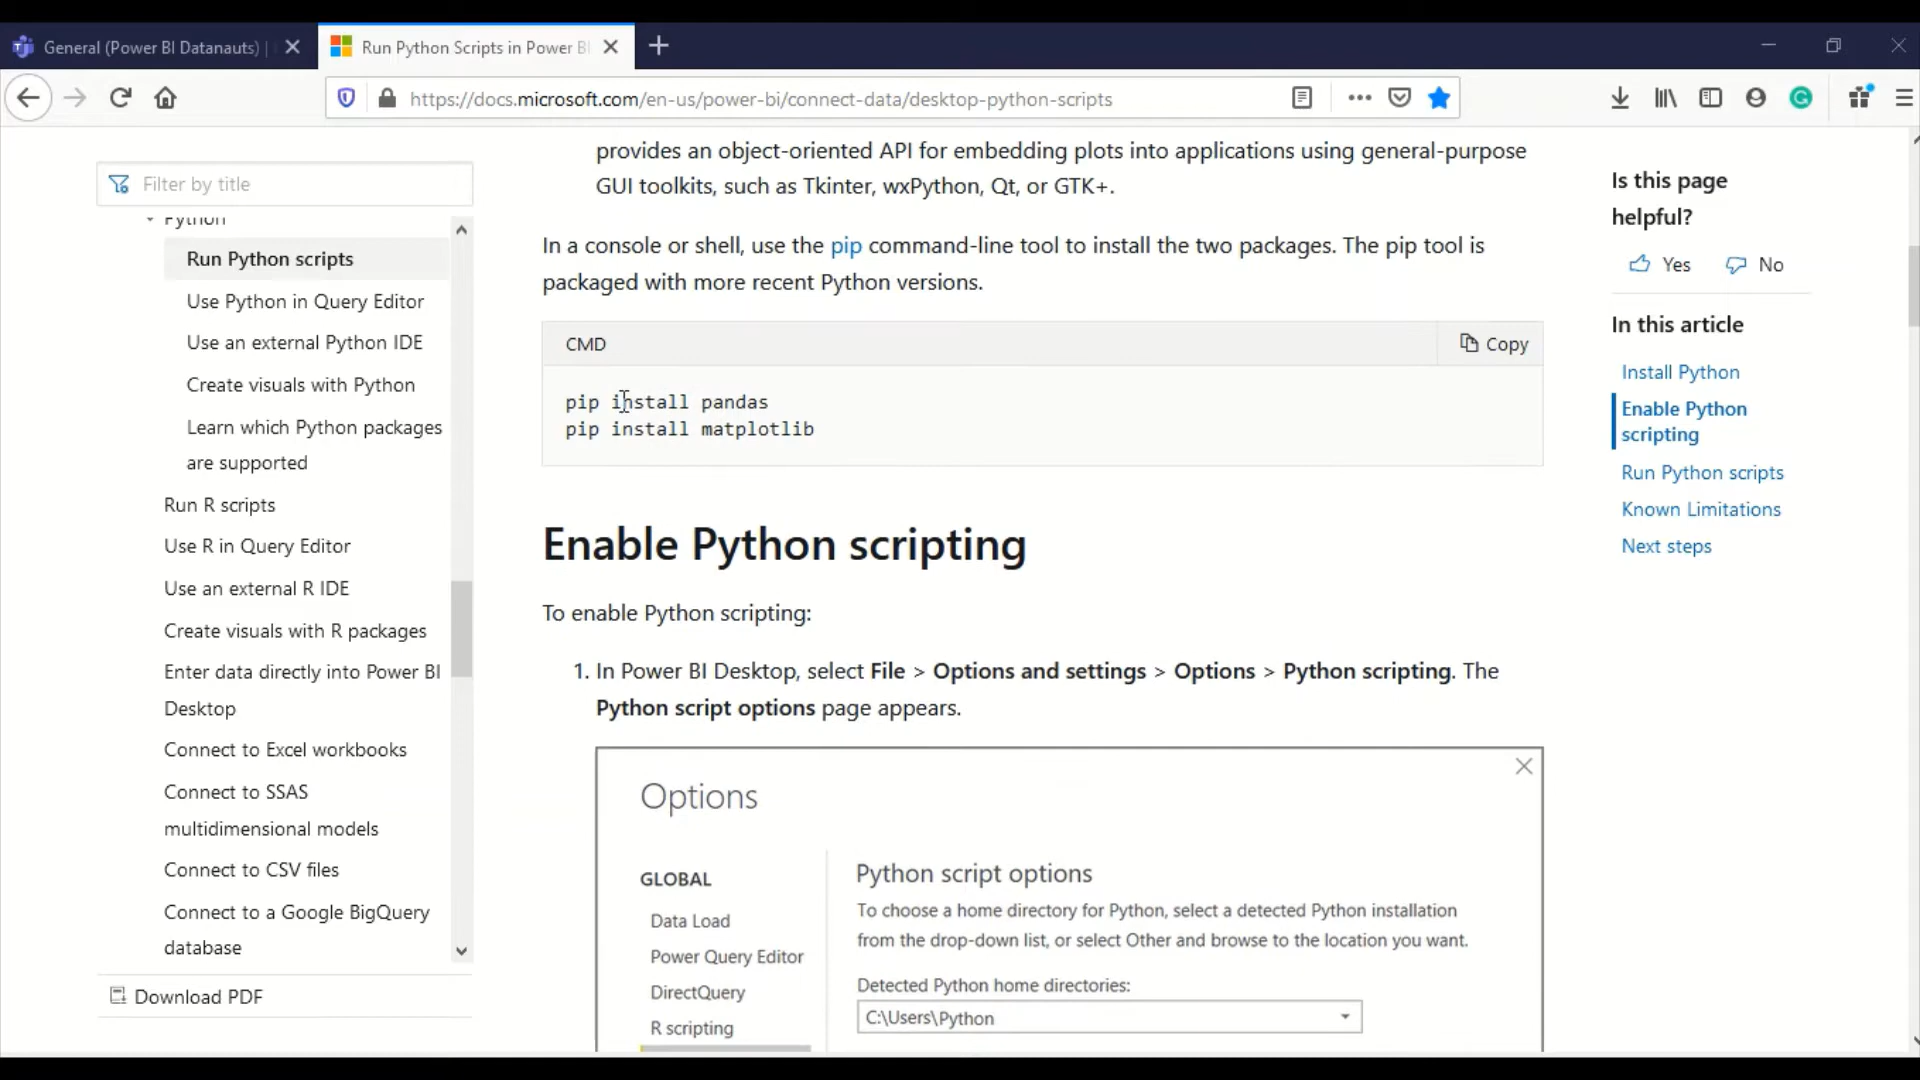 General (Power BI Datanauts) |
Run Python Scripts in Power BI
https://docs.microsoft.com/en-us/power-bi/connect-data/desktop-python-scripts
Filter by title
Python
Run Python scripts
Use Python in Query Editor
Use an external Python IDE
Create visuals with Python
Learn which Python packages
are supported
Run R scripts
Use R in Query Editor
Use an external R IDE
Create visuals with R packages
Enter data directly into Power BI
Desktop
Connect to Excel workbooks
Connect to SSAS
multidimensional models
Connect to CSV files
Connect to a Google BigQuery
database
Download PDF
provides an object-oriented API for embedding plots into applications using general-purpose
GUI toolkits, such as Tkinter, wxPython, Qt, or GTK+.
In a console or shell, use the pip command-line tool to install the two packages. The pip tool is
packaged with more recent Python versions.
CMD
Copy
pip install pandas
pip install matplotlib
Enable Python scripting
To enable Python scripting:
1. In Power BI Desktop, select File > Options and settings > Options > Python scripting. The
Python script options page appears.
Options
GLOBAL
Data Load
Power Query Editor
DirectQuery
R scripting
Python script options
To choose a home directory for Python, select a detected Python installation
from the drop-down list, or select Other and browse to the location you want.
Detected Python home directories:
C:\Users\Python
Is this page
helpful?
Yes
No
In this article
Install Python
Enable Python
scripting
Run Python scripts
Known Limitations
Next steps